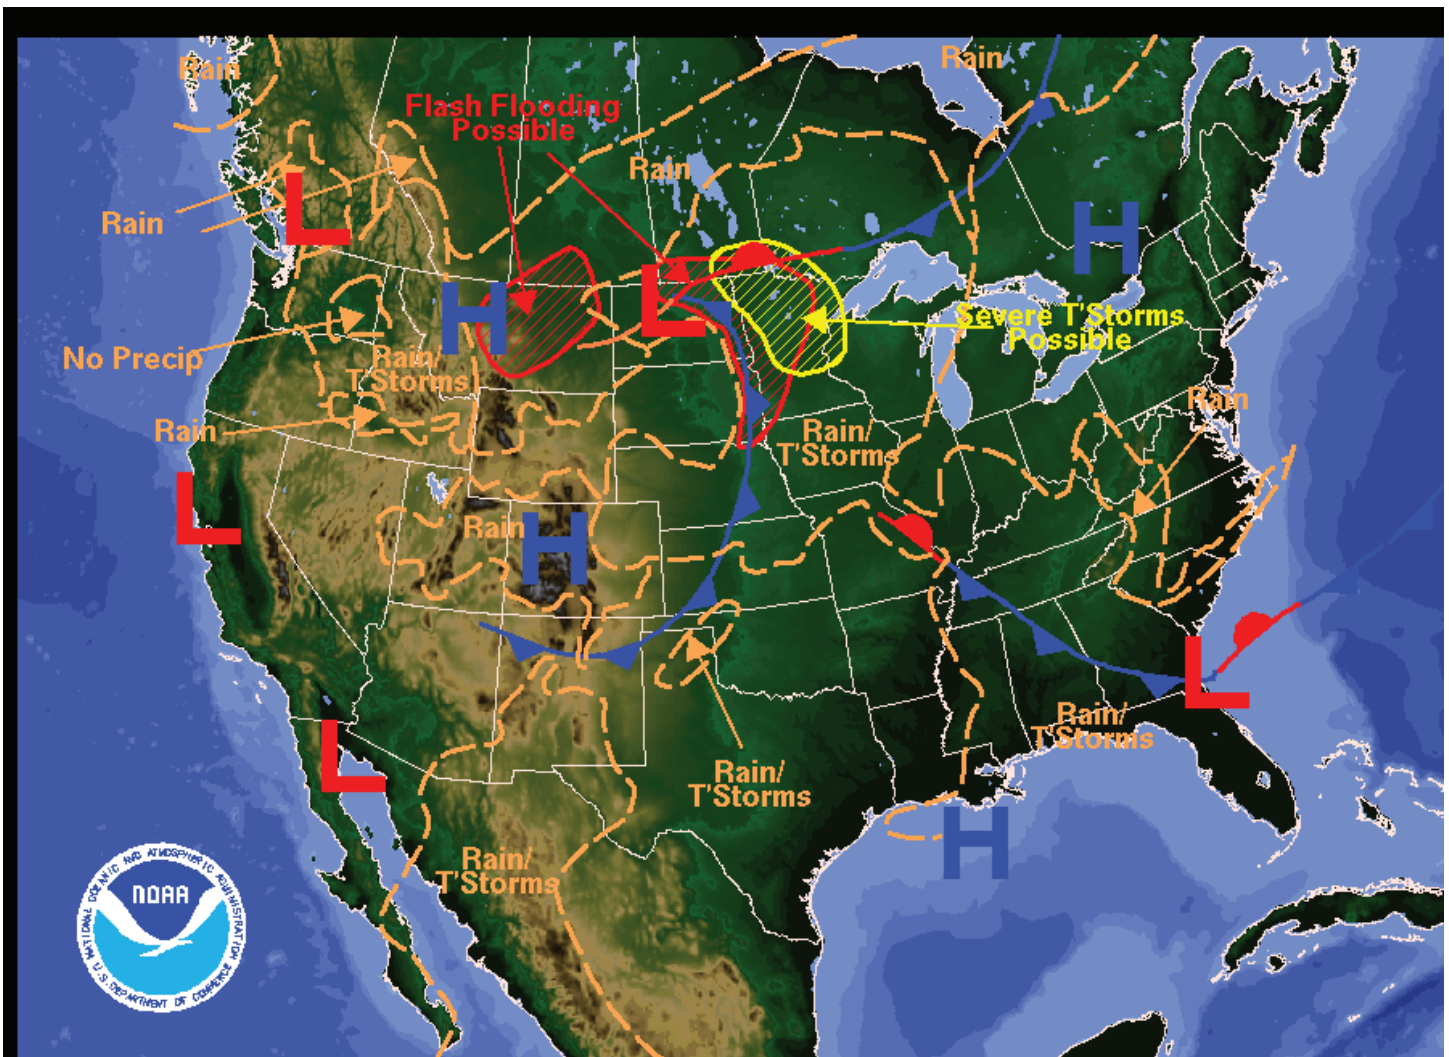 Rain
Rain
Flash Flooding
Possible
Rain
Rain
L
H
H
L
Severe T'Storms
Possible
No Precip
Rain/
T'Storms
Rain
Rain
Rain/
T'Storms
L
Rain
H
L
Rain/
T'Storms
Rain/
T'Storms
L
H
Rain/
T'Storms
NATIONAL OCEANIC AND ATMOSPHERIC ADMINISTRATION
NOAA
U.S. DEPARTMENT OF COMMERCE